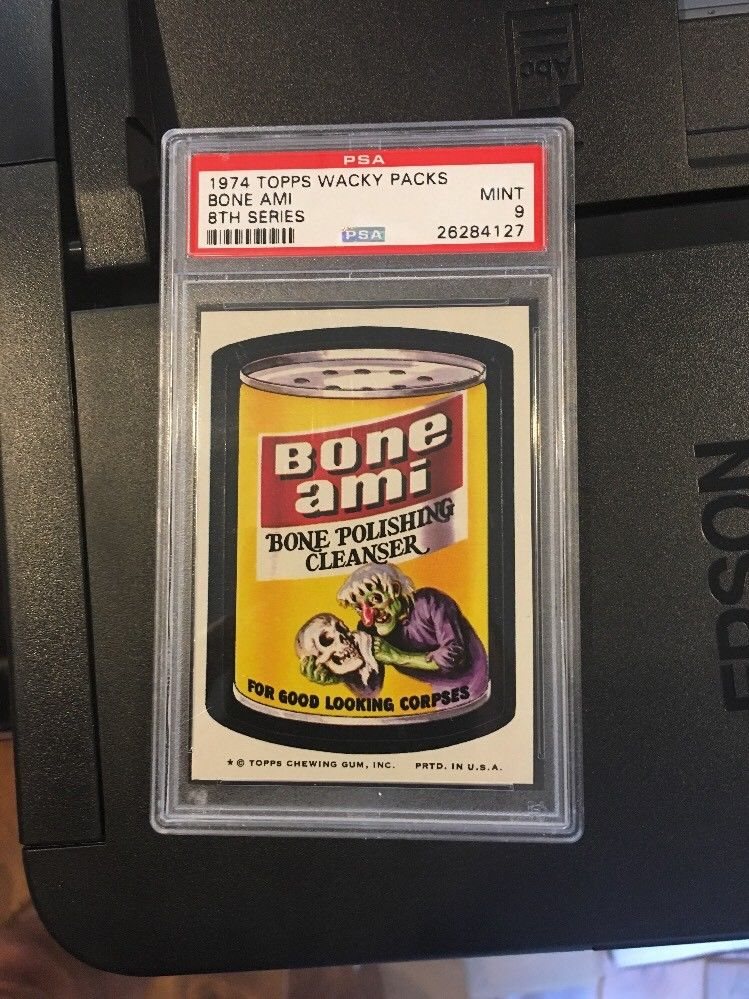 ADF
PSA
1974 TOPPS WACKY PACKS
BONE AMI MINT
8TH SERIES 9
PSA 26284127
Bone
ami
BONE POLISHING
CLEANSER
FOR GOOD LOOKING CORPSES
★ © TOPPS CHEWING GUM, INC. PRTD. IN U.S.A.
EPSON